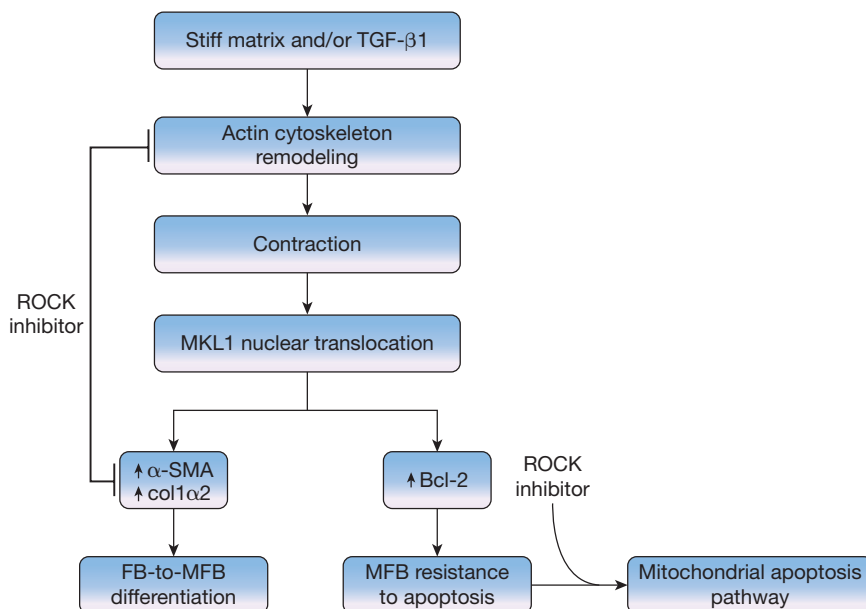 Stiff matrix and/or TGF-β1
Actin cytoskeleton
remodeling
Contraction
ROCK
inhibitor
MKL1 nuclear translocation
↑ α-SMA
↑ col1α2
↑ Bcl-2
ROCK
inhibitor
FB-to-MFB
differentiation
MFB resistance
to apoptosis
Mitochondrial apoptosis
pathway